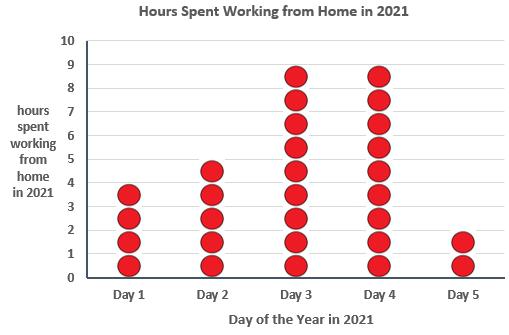 Hours Spent Working from Home in 2021
10
9
8
7
6
5
4
3
2
1
0
hours
spent
working
from
home
in 2021
Day 1 Day 2 Day 3 Day 4 Day 5
Day of the Year in 2021